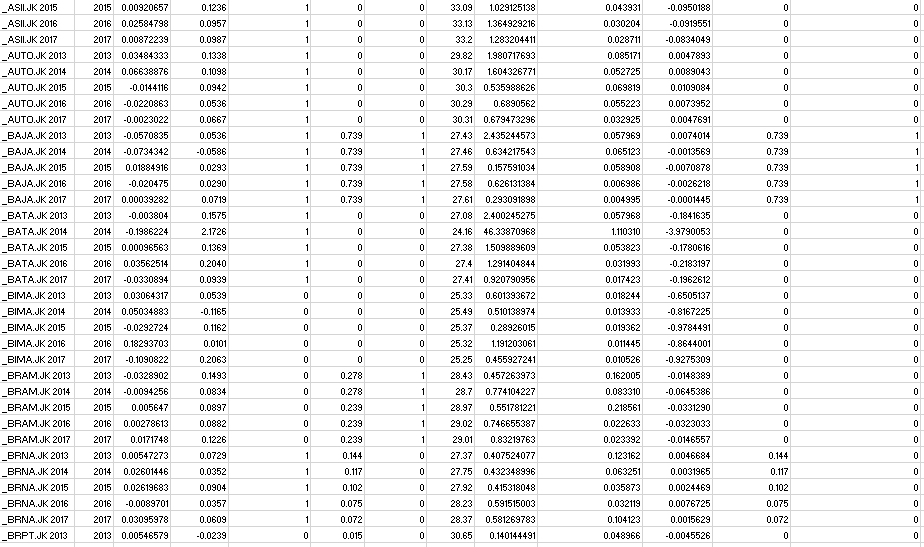 _ASII.JK 2015 2015 0.00920657 0.1236 1 0 0 33.09 1.029125138 0.043931 -0.0950188 0 0
_ASII.JK 2016 2016 0.02584798 0.0957 1 0 0 33.13 1.364929216 0.030204 -0.0919551 0 0
_ASII.JK 2017 2017 0.00872239 0.0987 1 0 0 33.2 1.283204411 0.028711 -0.0834049 0 0
_AUTO.JK 2013 2013 0.03484333 0.1338 1 0 0 29.82 1.980717693 0.085171 0.0047893 0 0
_AUTO.JK 2014 2014 0.06638876 0.1098 1 0 0 30.17 1.604326771 0.052725 0.0089043 0 0
_AUTO.JK 2015 2015 -0.0144116 0.0942 1 0 0 30.3 0.535988626 0.069819 0.0109084 0 0
_AUTO.JK 2016 2016 -0.0220863 0.0536 1 0 0 30.29 0.6890562 0.055223 0.0073952 0 0
_AUTO.JK 2017 2017 -0.0023022 0.0667 1 0 0 30.31 0.679473296 0.032925 0.0047691 0 0
_BAJA.JK 2013 2013 -0.0570835 0.0536 1 0.739 1 27.43 2.435244573 0.057969 0.0074014 0.739 1
_BAJA.JK 2014 2014 -0.0734342 -0.0586 1 0.739 1 27.46 0.634217543 0.065123 -0.0013569 0.739 1
_BAJA.JK 2015 2015 0.01884916 0.0293 1 0.739 1 27.59 0.157591034 0.058908 -0.0070878 0.739 1
_BAJA.JK 2016 2016 -0.020475 0.0290 1 0.739 1 27.58 0.626131384 0.006986 -0.0026218 0.739 1
_BAJA.JK 2017 2017 0.00039282 0.0719 1 0.739 1 27.61 0.293091898 0.004995 -0.0001445 0.739 1
_BATA.JK 2013 2013 -0.003804 0.1575 1 0 0 27.08 2.400245275 0.057968 -0.1841635 0 0
_BATA.JK 2014 2014 -0.1986224 2.1726 1 0 0 24.16 46.33870968 1.110310 -3.9790053 0 0
_BATA.JK 2015 2015 0.00096563 0.1369 1 0 0 27.38 1.509889609 0.053823 -0.1780616 0 0
_BATA.JK 2016 2016 0.03562514 0.2040 1 0 0 27.4 1.291404844 0.031993 -0.2183197 0 0
_BATA.JK 2017 2017 -0.0330894 0.0939 1 0 0 27.41 0.920790956 0.017423 -0.1962612 0 0
_BIMA.JK 2013 2013 0.03064317 0.0539 0 0 0 25.33 0.601393672 0.018244 -0.6505137 0 0
_BIMA.JK 2014 2014 0.05034883 -0.1165 0 0 0 25.49 0.510138974 0.013933 -0.8167225 0 0
_BIMA.JK 2015 2015 -0.0292724 0.1162 0 0 0 25.37 0.28926015 0.019362 -0.9784491 0 0
_BIMA.JK 2016 2016 0.18293703 0.0101 0 0 0 25.32 1.191203061 0.011445 -0.8644001 0 0
_BIMA.JK 2017 2017 -0.1090822 0.2063 0 0 0 25.25 0.455927241 0.010526 -0.9275309 0 0
_BRAM.JK 2013 2013 -0.0328902 0.1493 0 0.278 1 28.43 0.457263973 0.162005 -0.0148389 0 0
_BRAM.JK 2014 2014 -0.0094256 0.0834 0 0.278 1 28.7 0.774104227 0.083310 -0.0645386 0 0
_BRAM.JK 2015 2015 0.005647 0.0897 0 0.239 1 28.97 0.551781221 0.218561 -0.0331290 0 0
_BRAM.JK 2016 2016 0.00278613 0.0882 0 0.239 1 29.02 0.746655387 0.022633 -0.0323033 0 0
_BRAM.JK 2017 2017 0.0171748 0.1226 0 0.239 1 29.01 0.83219763 0.023392 -0.0146557 0 0
_BRNA.JK 2013 2013 0.00547273 0.0729 1 0.144 0 27.37 0.407524077 0.123162 0.0046684 0.144 0
_BRNA.JK 2014 2014 0.02601446 0.0352 1 0.117 0 27.75 0.432348996 0.063251 0.0031965 0.117 0
_BRNA.JK 2015 2015 0.02619683 0.0904 1 0.102 0 27.92 0.415318048 0.035873 0.0024469 0.102 0
_BRNA.JK 2016 2016 -0.0089701 0.0357 1 0.075 0 28.23 0.591515003 0.032119 0.0076725 0.075 0
_BRNA.JK 2017 2017 0.03095978 0.0609 1 0.072 0 28.37 0.581269783 0.104123 0.0015629 0.072 0
_BRPT.JK 2013 2013 0.00546579 -0.0239 0 0.015 0 30.65 0.140144491 0.048966 -0.0045526 0 0